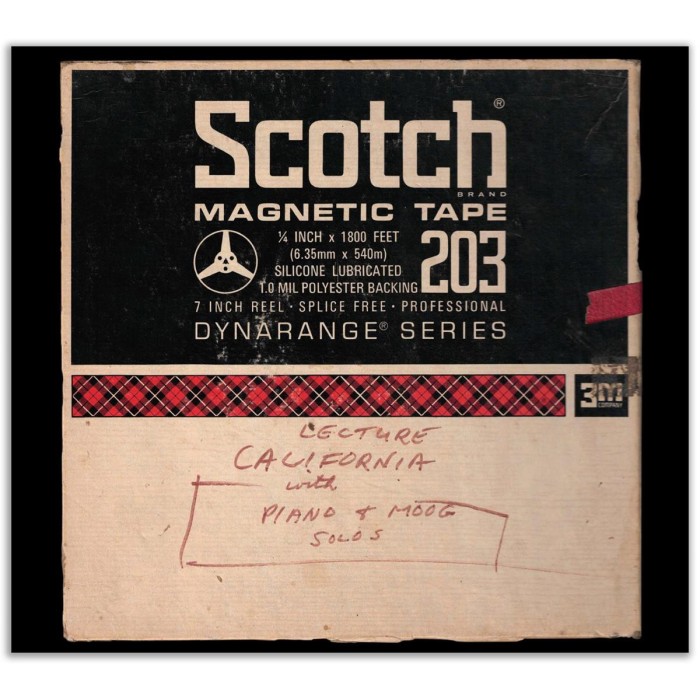 Scotch®
BRAND
MAGNETIC TAPE
¼ INCH x 1800 FEET
(6.35mm x 540m)
SILICONE LUBRICATED
1.0 MIL POLYESTER BACKING
203
7 INCH REEL · SPLICE FREE · PROFESSIONAL
DYNARANGE® SERIES
3M
COMPANY
LECTURE
CALIFORNIA
with
PIANO & MOOG
SOLOS